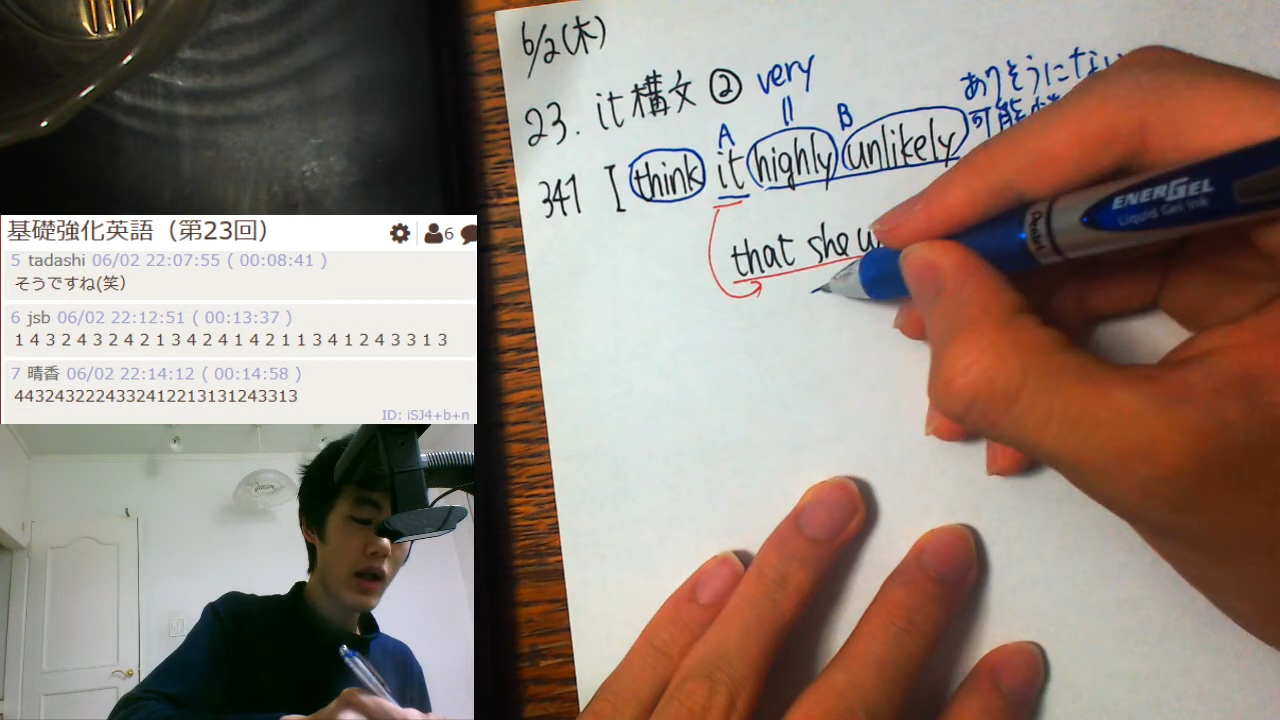 6/2(木)
23. it構文 ② very
ありそうにない
可能
A B
341 I think it highly unlikely
that she
ENERGEL
Liquid Gel Ink
Pentel
基礎強化英語（第23回）
6
5 tadashi 06/02 22:07:55 ( 00:08:41 )
そうですね(笑）
6 jsb 06/02 22:12:51 ( 00:13:37 )
1 4 3 2 4 3 2 4 2 1 3 4 2 4 1 4 2 1 1 3 4 1 2 4 3 3 1 3
7 晴香 06/02 22:14:12 ( 00:14:58 )
4432432224332412213131243313
ID: iSJ4+b+n